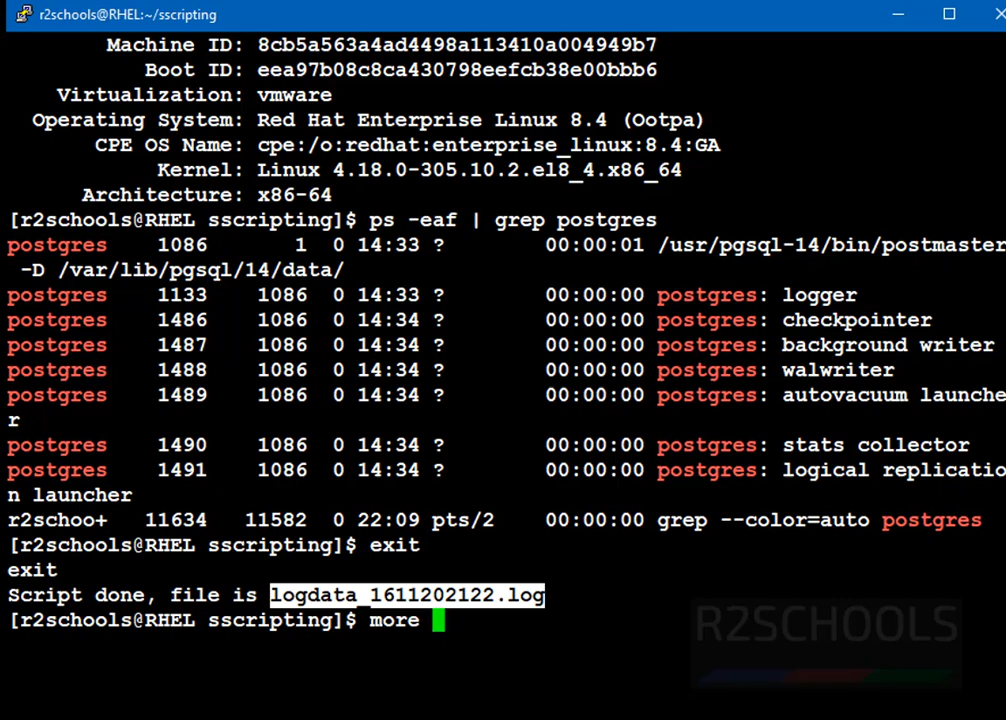 r2schools@RHEL:~/sscripting
Machine ID: 8cb5a563a4ad4498a113410a004949b7
Boot ID: eea97b08c8ca430798eefcb38e00bbb6
Virtualization: vmware
Operating System: Red Hat Enterprise Linux 8.4 (Ootpa)
CPE OS Name: cpe:/o:redhat:enterprise_linux:8.4:GA
Kernel: Linux 4.18.0-305.10.2.el8_4.x86_64
Architecture: x86-64
[r2schools@RHEL sscripting]$ ps -eaf | grep postgres
postgres 1086 1 0 14:33 ? 00:00:01 /usr/pgsql-14/bin/postmaster
-D /var/lib/pgsql/14/data/
postgres 1133 1086 0 14:33 ? 00:00:00 postgres: logger
postgres 1486 1086 0 14:34 ? 00:00:00 postgres: checkpointer
postgres 1487 1086 0 14:34 ? 00:00:00 postgres: background writer
postgres 1488 1086 0 14:34 ? 00:00:00 postgres: walwriter
postgres 1489 1086 0 14:34 ? 00:00:00 postgres: autovacuum launche
r
postgres 1490 1086 0 14:34 ? 00:00:00 postgres: stats collector
postgres 1491 1086 0 14:34 ? 00:00:00 postgres: logical replicatio
n launcher
r2schoo+ 11634 11582 0 22:09 pts/2 00:00:00 grep --color=auto postgres
[r2schools@RHEL sscripting]$ exit
exit
Script done, file is logdata_1611202122.log
[r2schools@RHEL sscripting]$ more
R2SCHOOLS